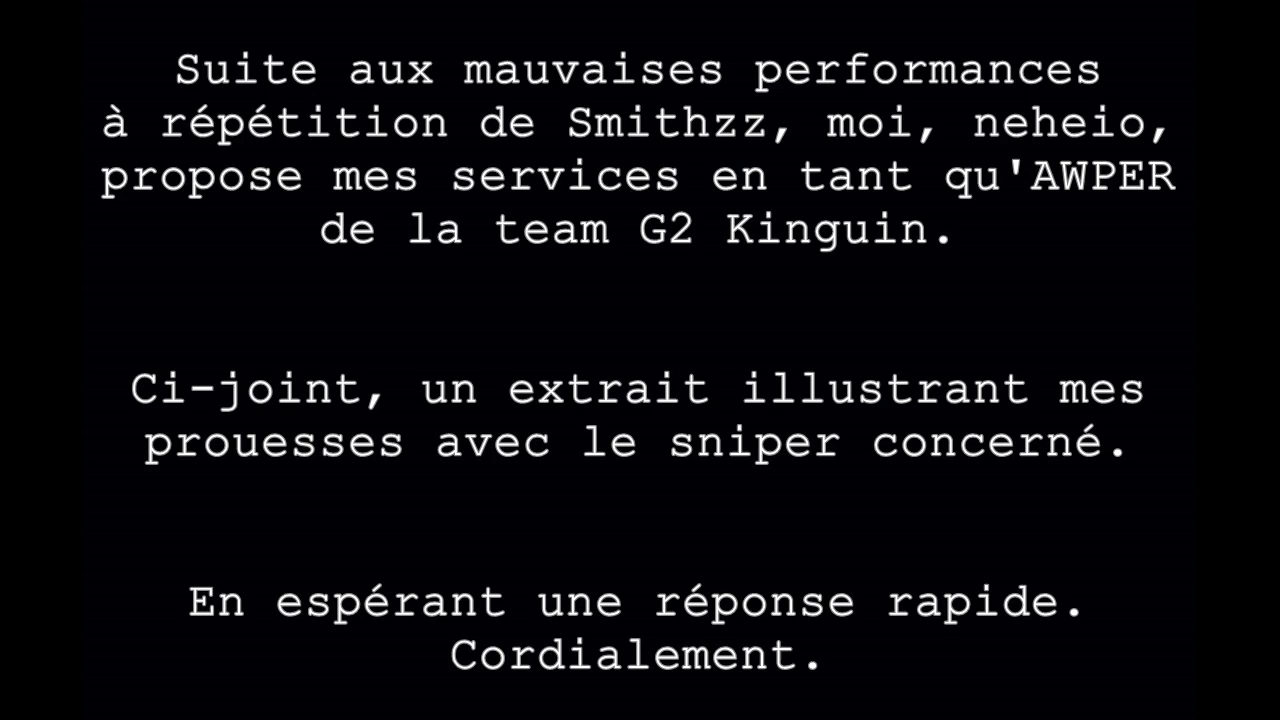 Suite aux mauvaises performances
à répétition de Smithzz, moi, neheio,
propose mes services en tant qu'AWPER
de la team G2 Kinguin.
Ci-joint, un extrait illustrant mes
prouesses avec le sniper concerné.
En espérant une réponse rapide.
Cordialement.